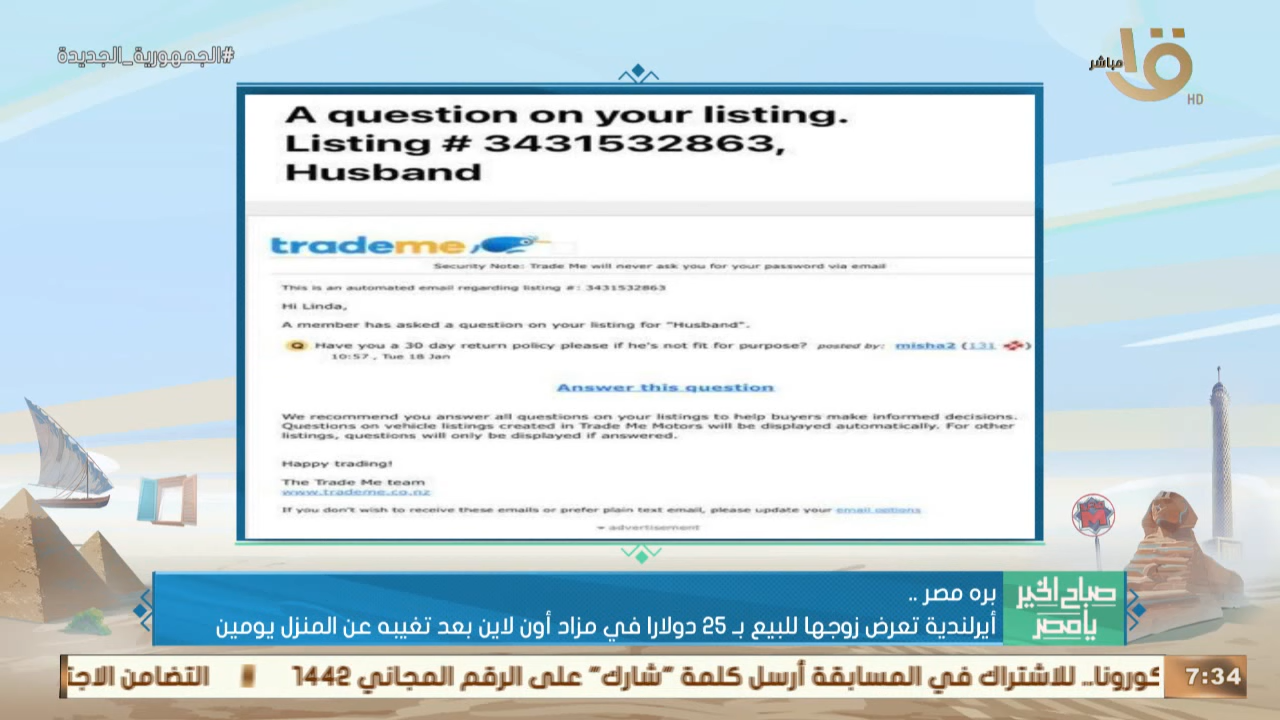 #الجمهورية_الجديدة
مباشر
HD
A question on your listing.
Listing # 3431532863,
Husband
trademe
Security Note: Trade Me will never ask you for your password via email
This is an automated email regarding listing #: 3431532863
Hi Linda,
A member has asked a question on your listing for "Husband".
Q Have you a 30 day return policy please if he's not fit for purpose? posted by: misha2 (131)
10:57 , Tue 18 Jan
Answer this question
We recommend you answer all questions on your listings to help buyers make informed decisions.
Questions on vehicle listings created in Trade Me Motors will be displayed automatically. For other
listings, questions will only be displayed if answered.
Happy trading!
The Trade Me team
www.trademe.co.nz
If you don't wish to receive these emails or prefer plain text email, please update your email options
advertisement
M
صباح الخير
يا مصر
بره مصر ..
أيرلندية تعرض زوجها للبيع بـ 25 دولارا في مزاد أون لاين بعد تغيبه عن المنزل يومين
كورونا.. للاشتراك في المسابقة أرسل كلمة "شارك" على الرقم المجاني 1442 التضامن الاجت
7:34